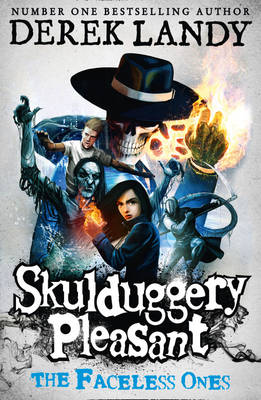 NUMBER ONE BESTSELLING AUTHOR
DEREK LANDY
Skulduggery
Pleasant
THE FACELESS ONES